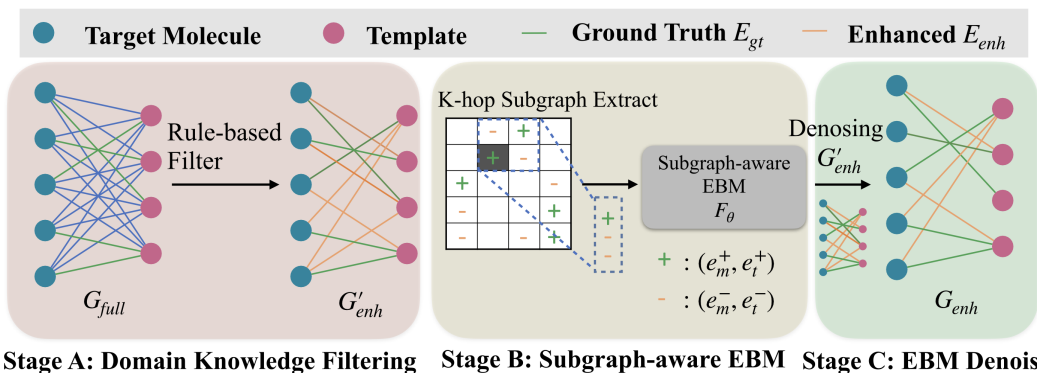 Target Molecule Template Ground Truth E_gt Enhanced E_enh
K-hop Subgraph Extract
Rule-based
Filter
Denosing
G'_enh
Subgraph-aware
EBM
F_θ
- +
+ -
+ -
- +
- - +
+
-
-
+ : (e_m^+, e_t^+)
- : (e_m^-, e_t^-)
G_full
G'_enh
G_enh
Stage A: Domain Knowledge Filtering
Stage B: Subgraph-aware EBM
Stage C: EBM Denois